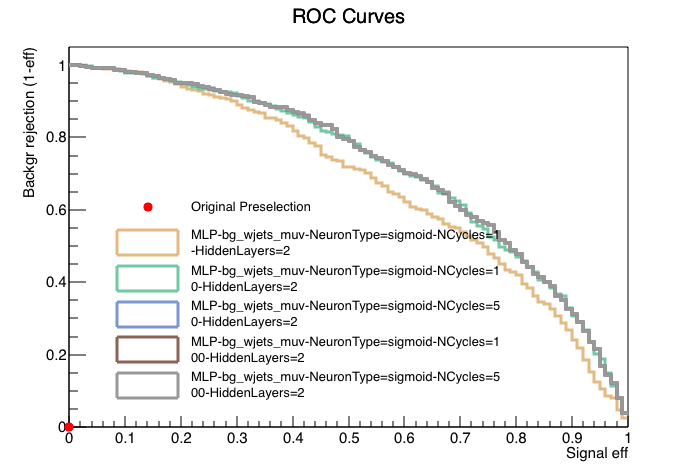 ROC Curves
Backgr rejection (1-eff)
1
0.8
0.6
0.4
0.2
0
Original Preselection
MLP-bg_wjets_muv-NeuronType=sigmoid-NCycles=1
-HiddenLayers=2
MLP-bg_wjets_muv-NeuronType=sigmoid-NCycles=1
0-HiddenLayers=2
MLP-bg_wjets_muv-NeuronType=sigmoid-NCycles=5
0-HiddenLayers=2
MLP-bg_wjets_muv-NeuronType=sigmoid-NCycles=1
00-HiddenLayers=2
MLP-bg_wjets_muv-NeuronType=sigmoid-NCycles=5
00-HiddenLayers=2
0 0.1 0.2 0.3 0.4 0.5 0.6 0.7 0.8 0.9 1
Signal eff